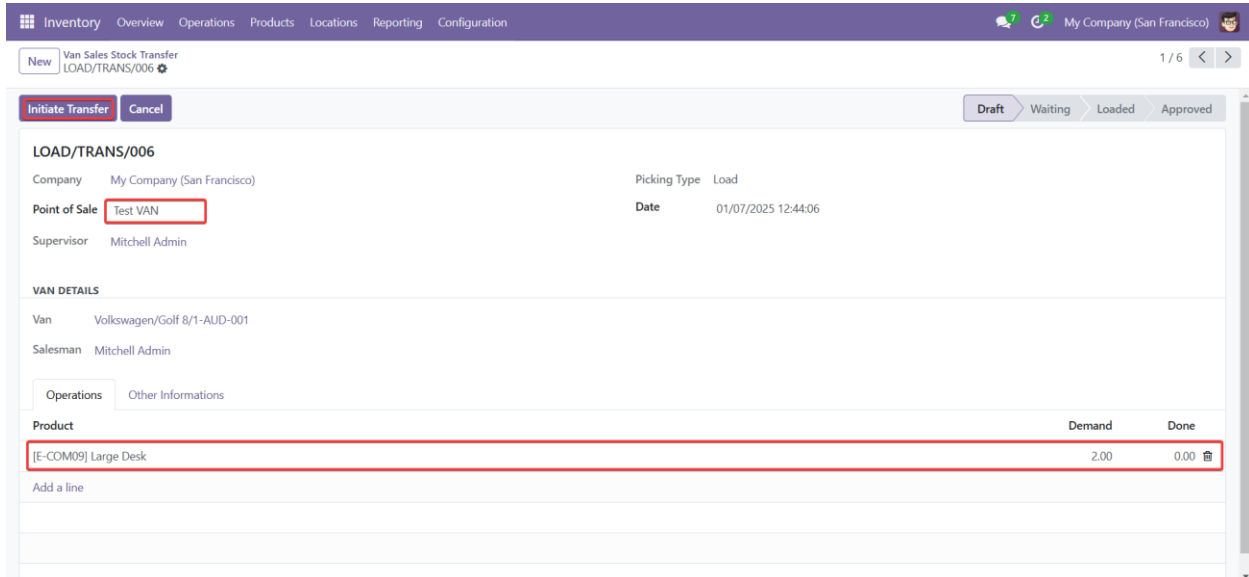 Inventory Overview Operations Products Locations Reporting Configuration 7 2 My Company (San Francisco)
New Van Sales Stock Transfer 1 / 6
LOAD/TRANS/006
Initiate Transfer Cancel Draft Waiting Loaded Approved
LOAD/TRANS/006
Company My Company (San Francisco) Picking Type Load
Point of Sale Test VAN Date 01/07/2025 12:44:06
Supervisor Mitchell Admin
VAN DETAILS
Van Volkswagen/Golf 8/1-AUD-001
Salesman Mitchell Admin
Operations Other Informations
Product Demand Done
[E-COM09] Large Desk 2.00 0.00
Add a line